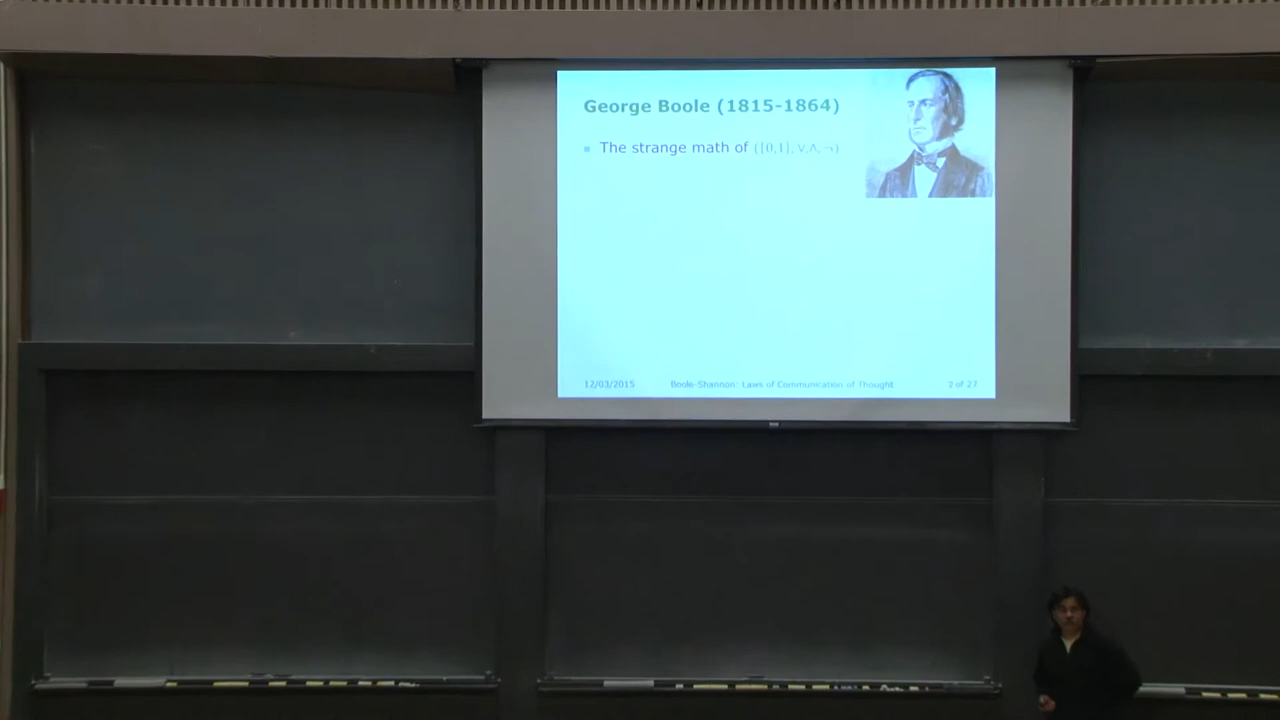 George Boole (1815-1864)
The strange math of ([0,1], ∨,∧, ¬)
12/03/2015 Boole-Shannon: Laws of Communication of Thought 2 of 27